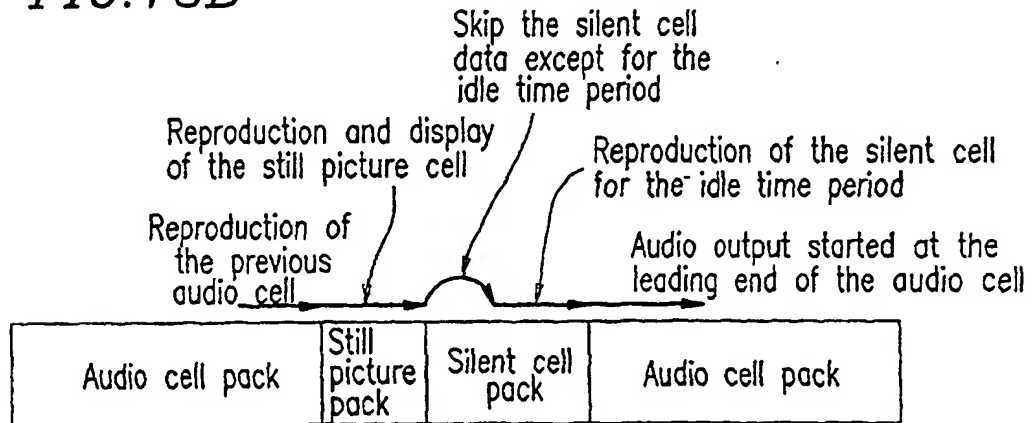 Skip the silent cell
data except for the
idle time period
Reproduction and display
of the still picture cell
Reproduction of the silent cell
for the idle time period
Reproduction of
the previous
audio cell
Audio output started at the
leading end of the audio cell
Audio cell pack
Still
picture
pack
Silent cell
pack
Audio cell pack